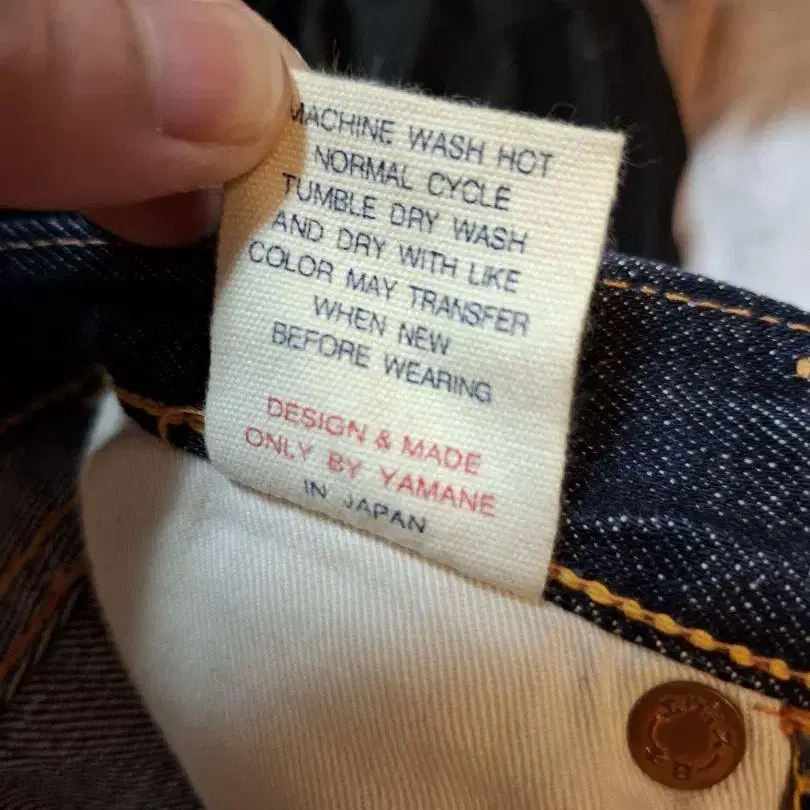 MACHINE WASH HOT
NORMAL CYCLE
TUMBLE DRY WASH
AND DRY WITH LIKE
COLOR MAY TRANSFER
WHEN NEW
BEFORE WEARING
DESIGN & MADE
ONLY BY YAMANE
IN JAPAN